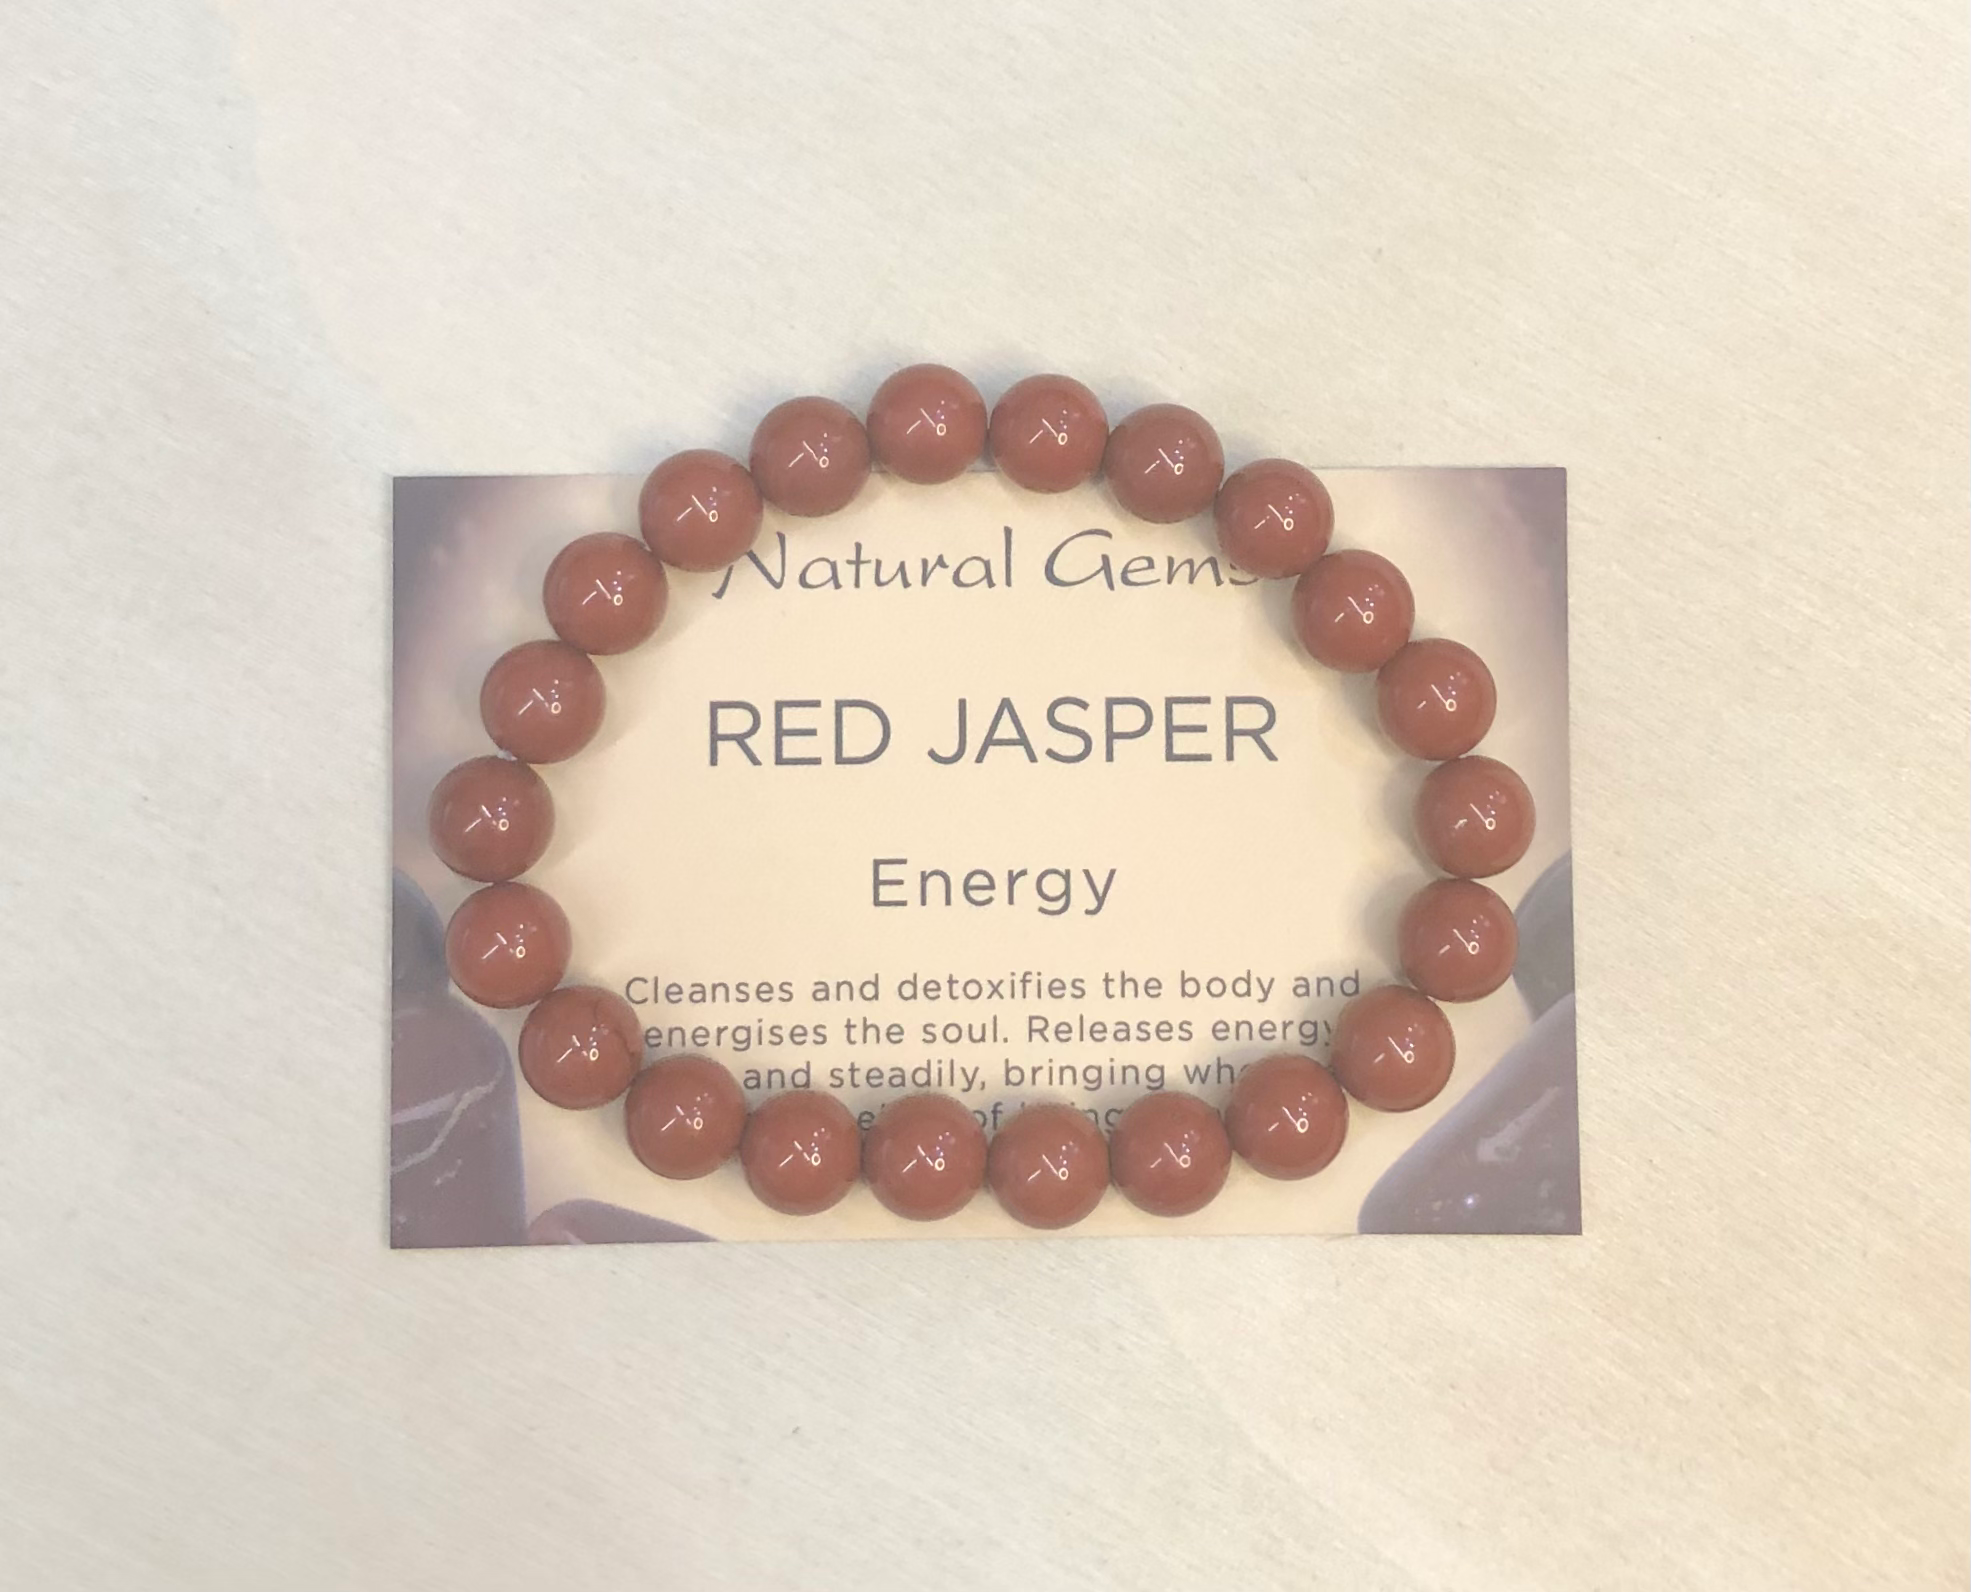 Natural Gems
RED JASPER
Energy
Cleanses and detoxifies the body and
energises the soul. Releases energy
and steadily, bringing
of